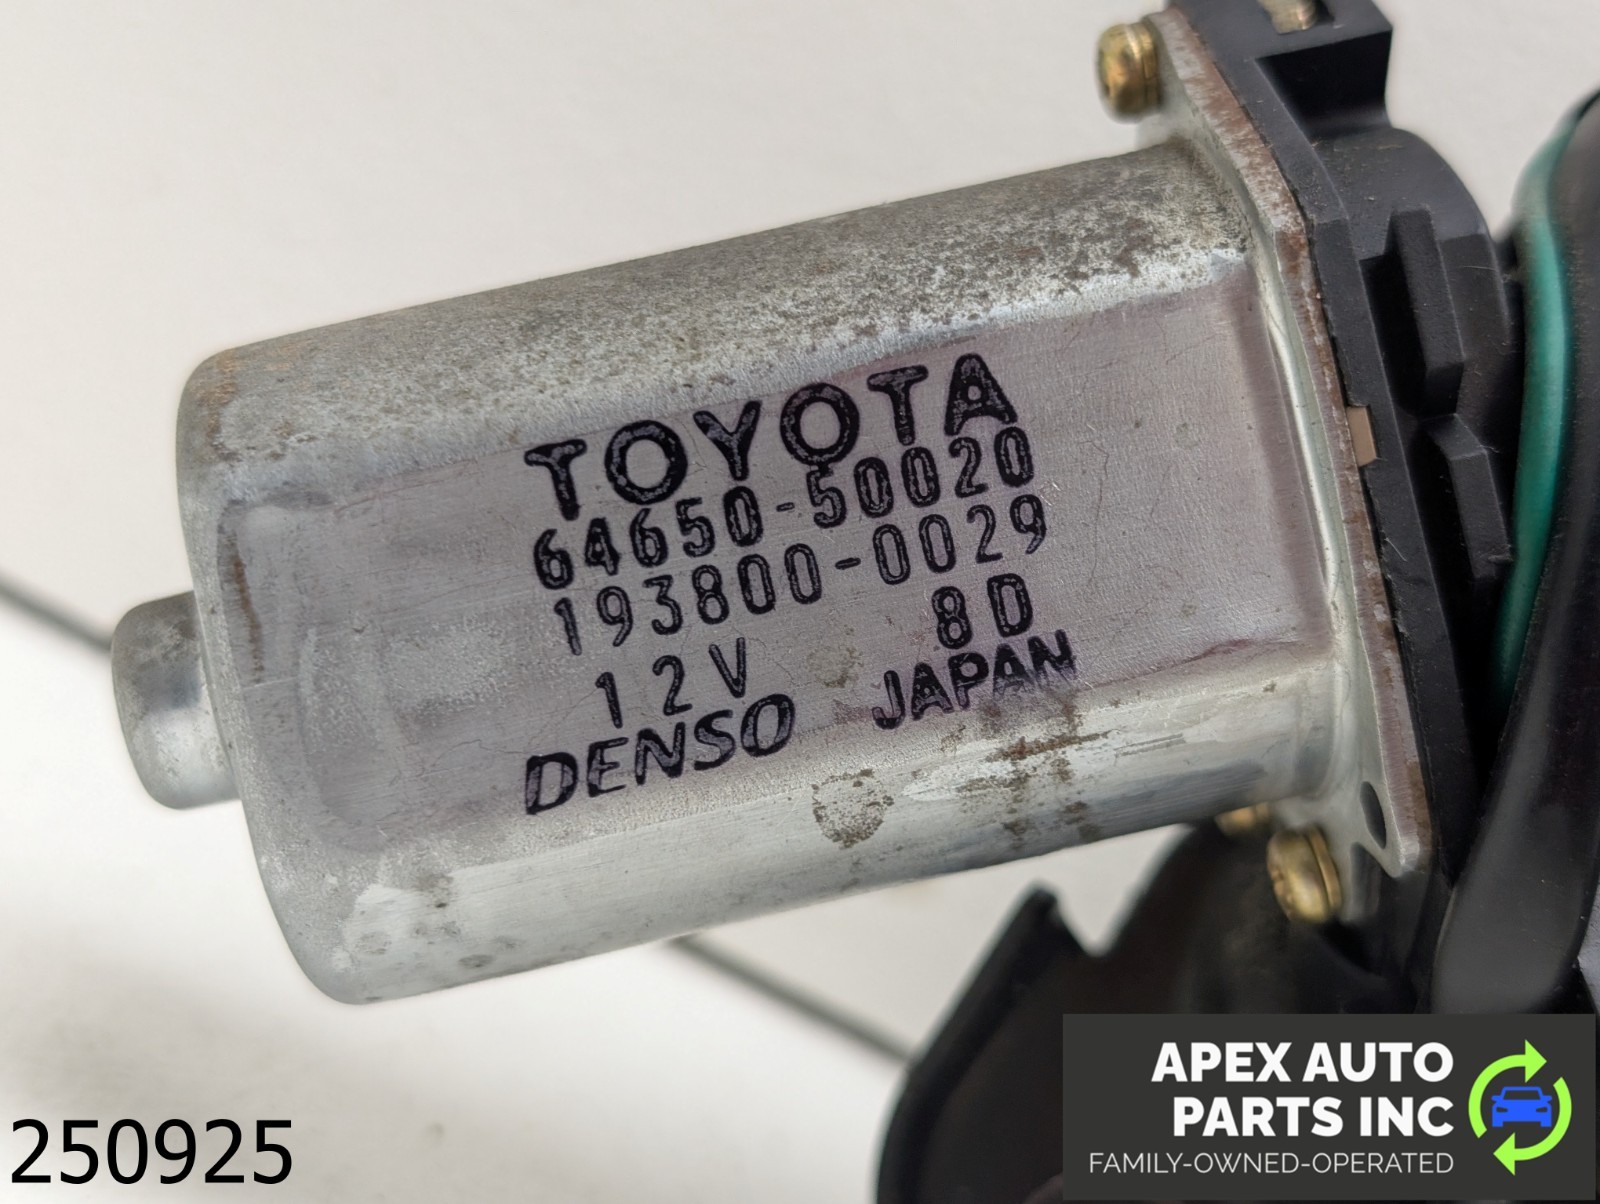 TOYOTA
64650-50020
193800-0029
8D
12V
DENSO JAPAN
250925
APEX AUTO
PARTS INC
FAMILY-OWNED-OPERATED